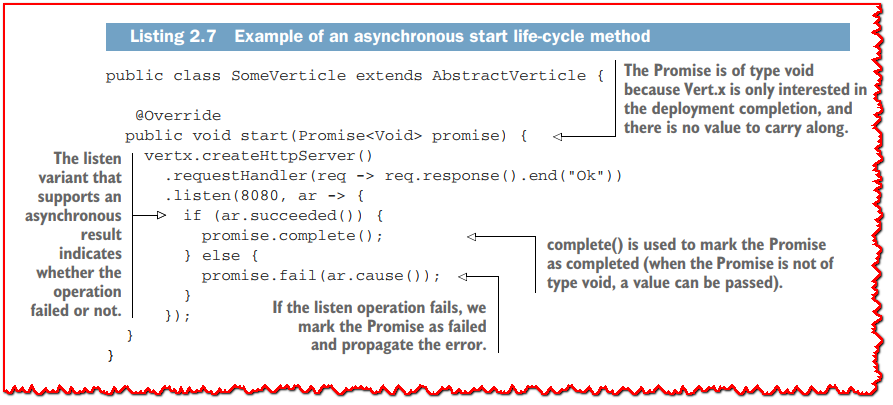 Listing 2.7 Example of an asynchronous start life-cycle method
public class SomeVerticle extends AbstractVerticle {
The Promise is of type void
because Vert.x is only interested in
the deployment completion, and
there is no value to carry along.
@Override
public void start(Promise<Void> promise) {
vertx.createHttpServer()
.requestHandler(req -> req.response().end("Ok"))
.listen(8080, ar -> {
if (ar.succeeded()) {
promise.complete();
} else {
promise.fail(ar.cause());
}
});
}
}
The listen
variant that
supports an
asynchronous
result
indicates
whether the
operation
failed or not.
complete() is used to mark the Promise
as completed (when the Promise is not of
type void, a value can be passed).
If the listen operation fails, we
mark the Promise as failed
and propagate the error.